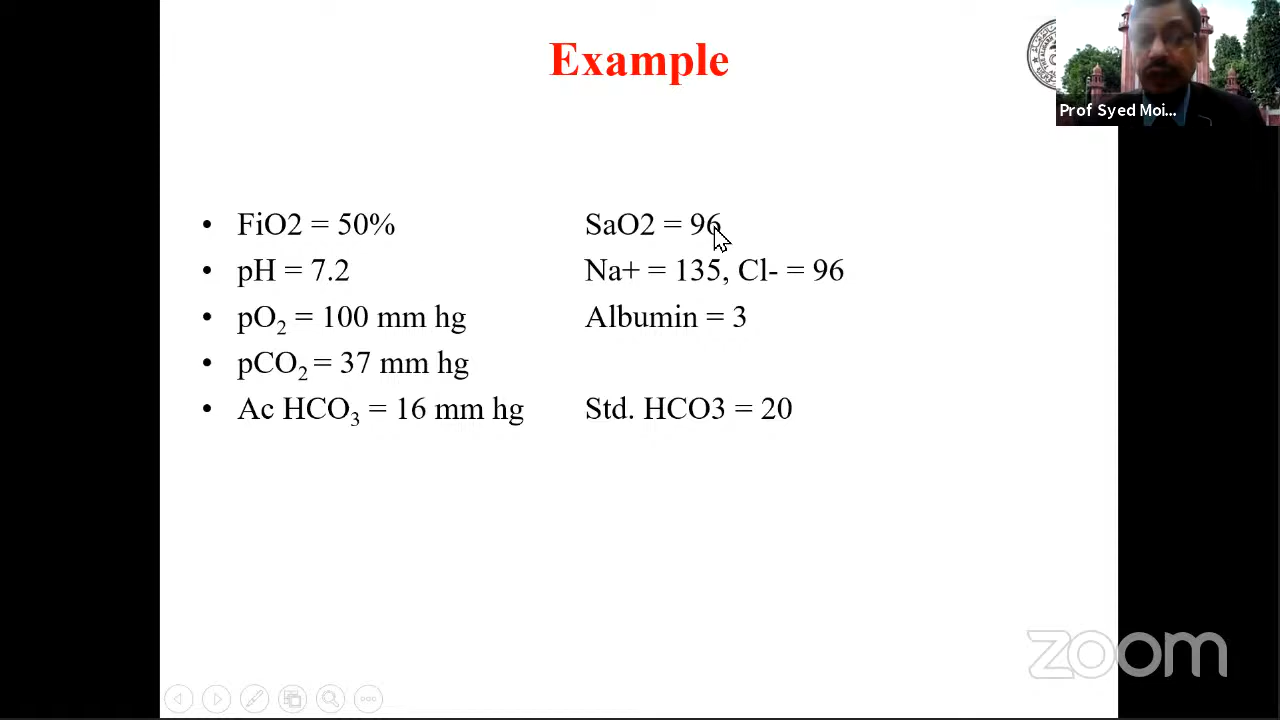 Example
Prof Syed Moi...
• FiO2 = 50% SaO2 = 96
• pH = 7.2 Na+ = 135, Cl- = 96
• pO₂ = 100 mm hg Albumin = 3
• pCO₂ = 37 mm hg
• Ac HCO₃ = 16 mm hg Std. HCO3 = 20
zoom